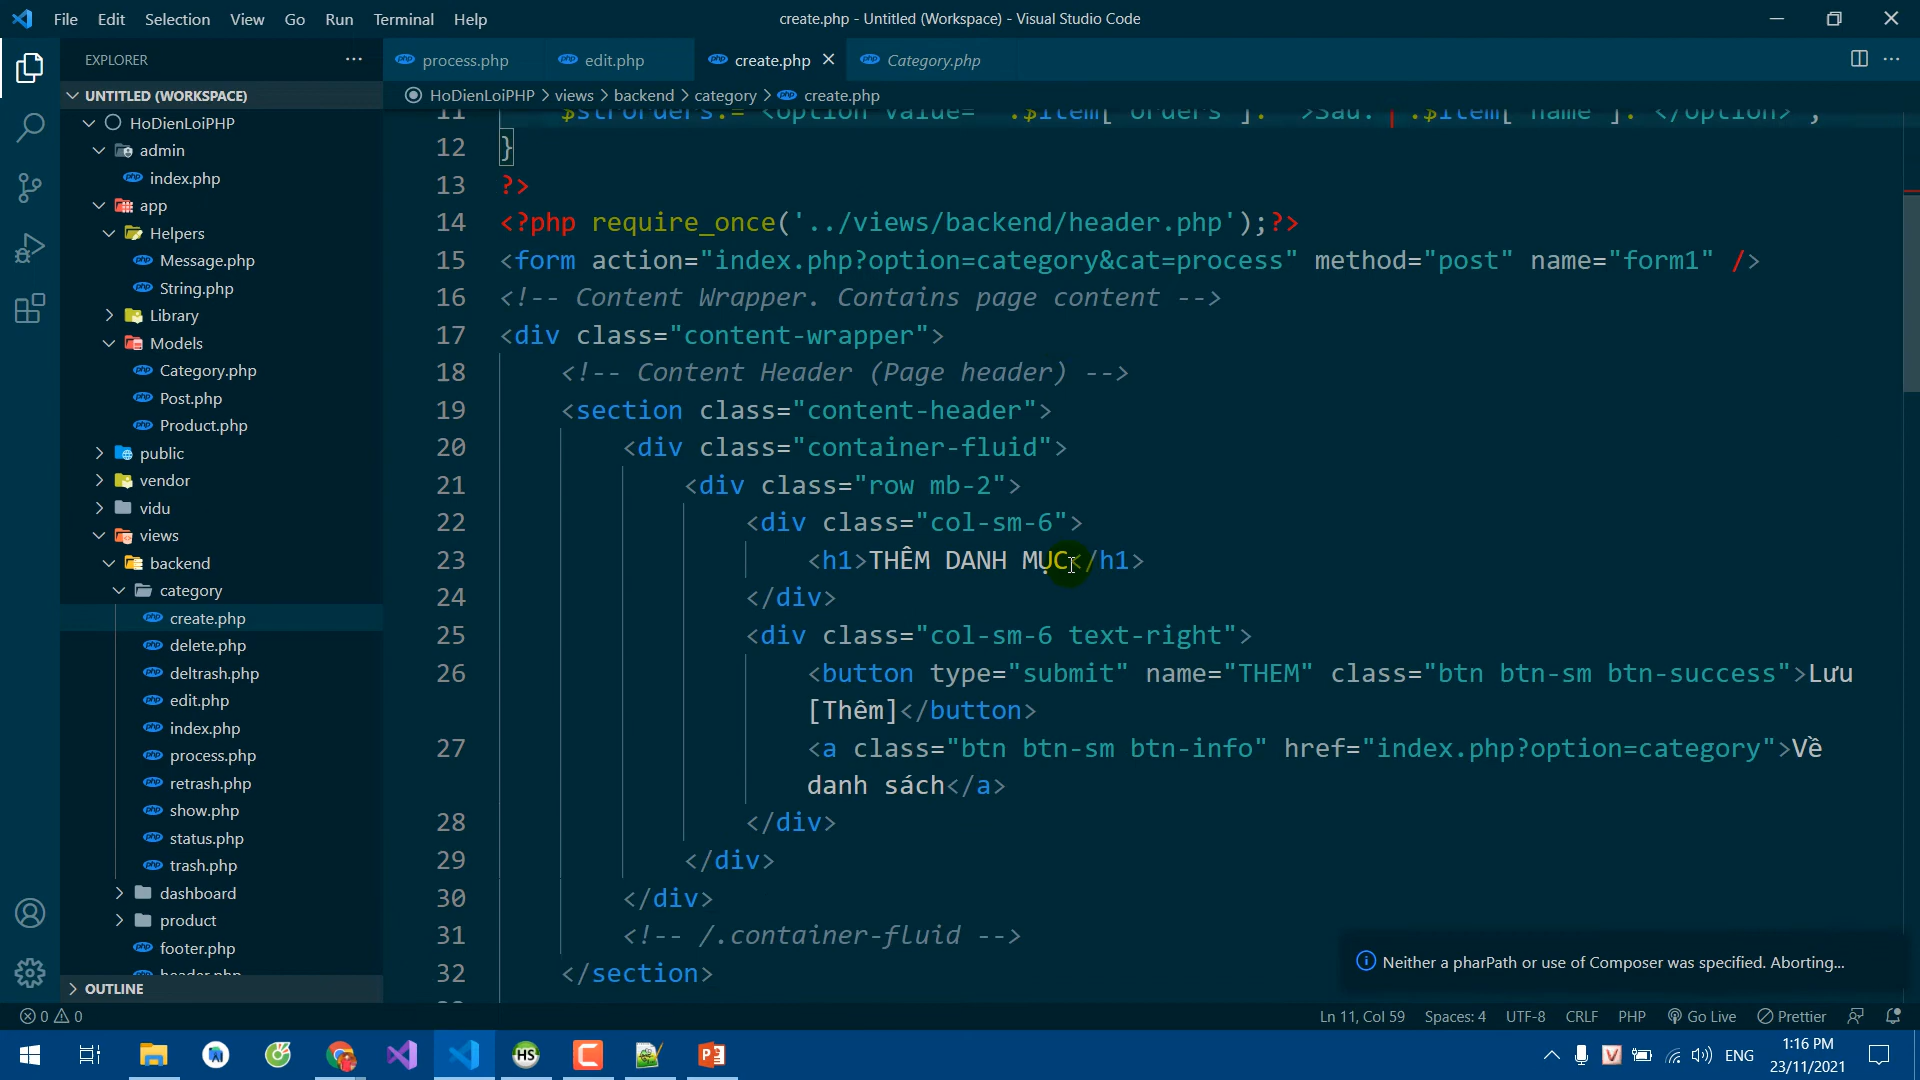 File Edit Selection View Go Run Terminal Help
create.php - Untitled (Workspace) - Visual Studio Code
EXPLORER
process.php
edit.php
create.php
Category.php
UNTITLED (WORKSPACE)
HoDienLoiPHP > views > backend > category > create.php
HoDienLoiPHP
admin
index.php
app
Helpers
Message.php
String.php
Library
Models
Category.php
Post.php
Product.php
public
vendor
vidu
views
backend
category
create.php
delete.php
deltrash.php
edit.php
index.php
process.php
retrash.php
show.php
status.php
trash.php
dashboard
product
footer.php
header.php
OUTLINE
12 }
13 ?>
14 <?php require_once('../views/backend/header.php');?>
15 <form action="index.php?option=category&cat=process" method="post" name="form1" />
16 <!-- Content Wrapper. Contains page content -->
17 <div class="content-wrapper">
18 <!-- Content Header (Page header) -->
19 <section class="content-header">
20 <div class="container-fluid">
21 <div class="row mb-2">
22 <div class="col-sm-6">
23 <h1>THÊM DANH MỤC</h1>
24 </div>
25 <div class="col-sm-6 text-right">
26 <button type="submit" name="THEM" class="btn btn-sm btn-success">Lưu
[Thêm]</button>
27 <a class="btn btn-sm btn-info" href="index.php?option=category">Về
danh sách</a>
28 </div>
29 </div>
30 </div>
31 <!-- /.container-fluid -->
32 </section>
Neither a pharPath or use of Composer was specified. Aborting...
0 0
Ln 11, Col 59 Spaces: 4 UTF-8 CRLF PHP Go Live Prettier
ENG
1:16 PM
23/11/2021